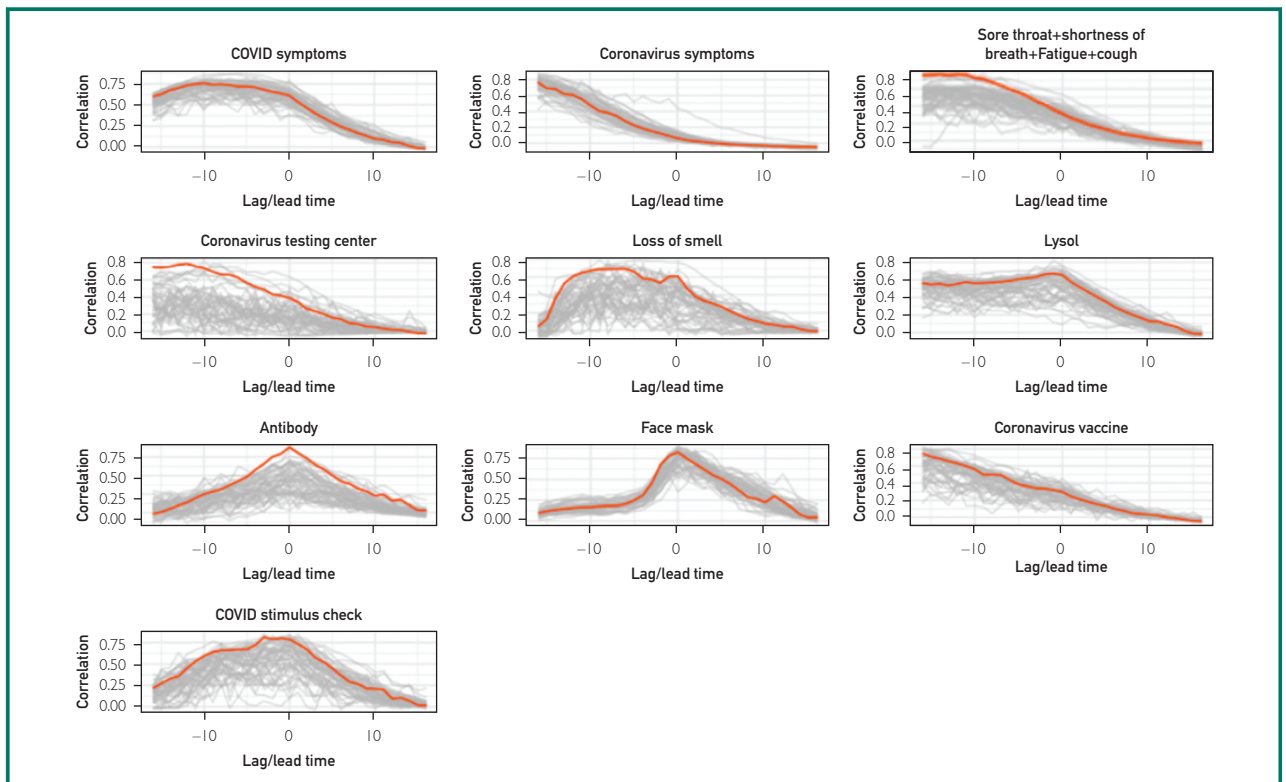 COVID symptoms
Correlation
0.75
0.50
0.25
0.00
−10 0 10
Lag/lead time
Coronavirus symptoms
Correlation
0.8
0.6
0.4
0.2
0.0
−10 0 10
Lag/lead time
Sore throat+shortness of
breath+Fatigue+cough
Correlation
0.8
0.6
0.4
0.2
0.0
−10 0 10
Lag/lead time
Coronavirus testing center
Correlation
0.8
0.6
0.4
0.2
0.0
−10 0 10
Lag/lead time
Loss of smell
Correlation
0.8
0.6
0.4
0.2
0.0
−10 0 10
Lag/lead time
Lysol
Correlation
0.8
0.6
0.4
0.2
0.0
−10 0 10
Lag/lead time
Antibody
Correlation
0.75
0.50
0.25
0.00
−10 0 10
Lag/lead time
Face mask
Correlation
0.75
0.50
0.25
0.00
−10 0 10
Lag/lead time
Coronavirus vaccine
Correlation
0.8
0.6
0.4
0.2
0.0
−10 0 10
Lag/lead time
COVID stimulus check
Correlation
0.75
0.50
0.25
0.00
−10 0 10
Lag/lead time